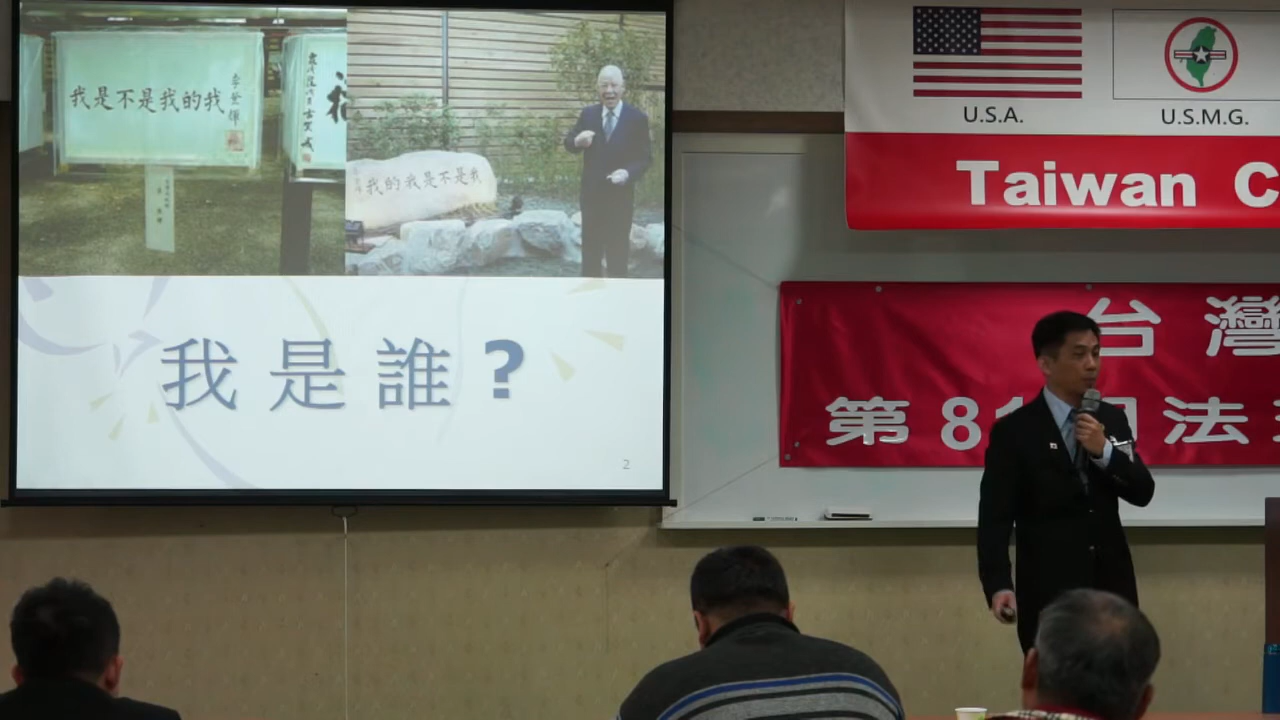 我是不是我的我
李登輝
我的我是不是我
我是誰?
2
U.S.A.
U.S.M.G.
Taiwan C
台灣
第81
法